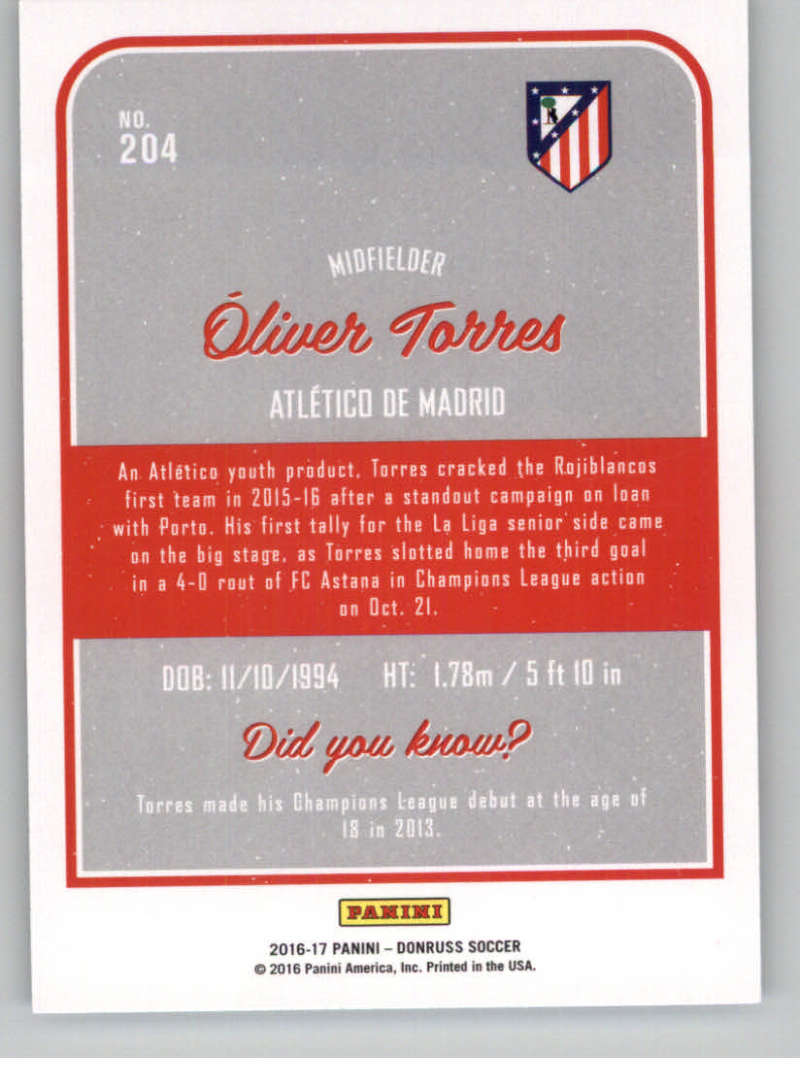 NO.
204
MIDFIELDER
Óliver Torres
ATLÉTICO DE MADRID
An Atlético youth product, Torres cracked the Rojiblancos
first team in 2015-16 after a standout campaign on loan
with Porto. His first tally for the La Liga senior side came
on the big stage, as Torres slotted home the third goal
in a 4-0 rout of FC Astana in Champions League action
on Oct. 21.
DOB: 11/10/1994 HT: 1.78m / 5 ft 10 in
Did you know?
Torres made his Champions League debut at the age of
18 in 2013.
PANINI
2016-17 PANINI – DONRUSS SOCCER
© 2016 Panini America, Inc. Printed in the USA.